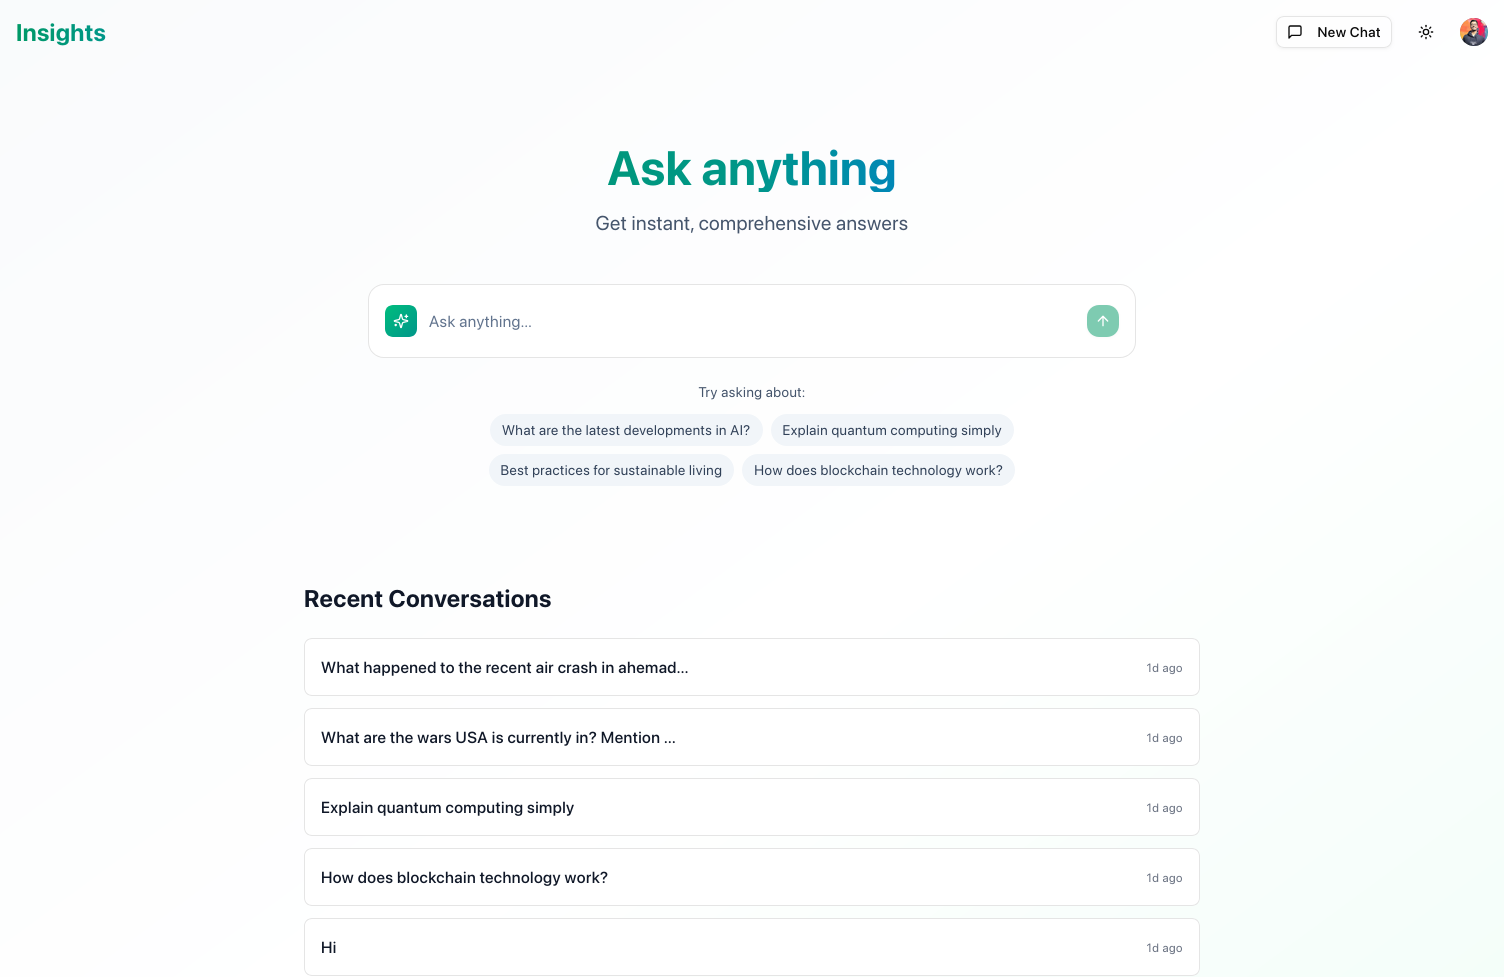 Insights
New Chat
Ask anything
Get instant, comprehensive answers
Ask anything...
Try asking about:
What are the latest developments in AI?
Explain quantum computing simply
Best practices for sustainable living
How does blockchain technology work?
Recent Conversations
What happened to the recent air crash in ahemad...
1d ago
What are the wars USA is currently in? Mention ...
1d ago
Explain quantum computing simply
1d ago
How does blockchain technology work?
1d ago
Hi
1d ago